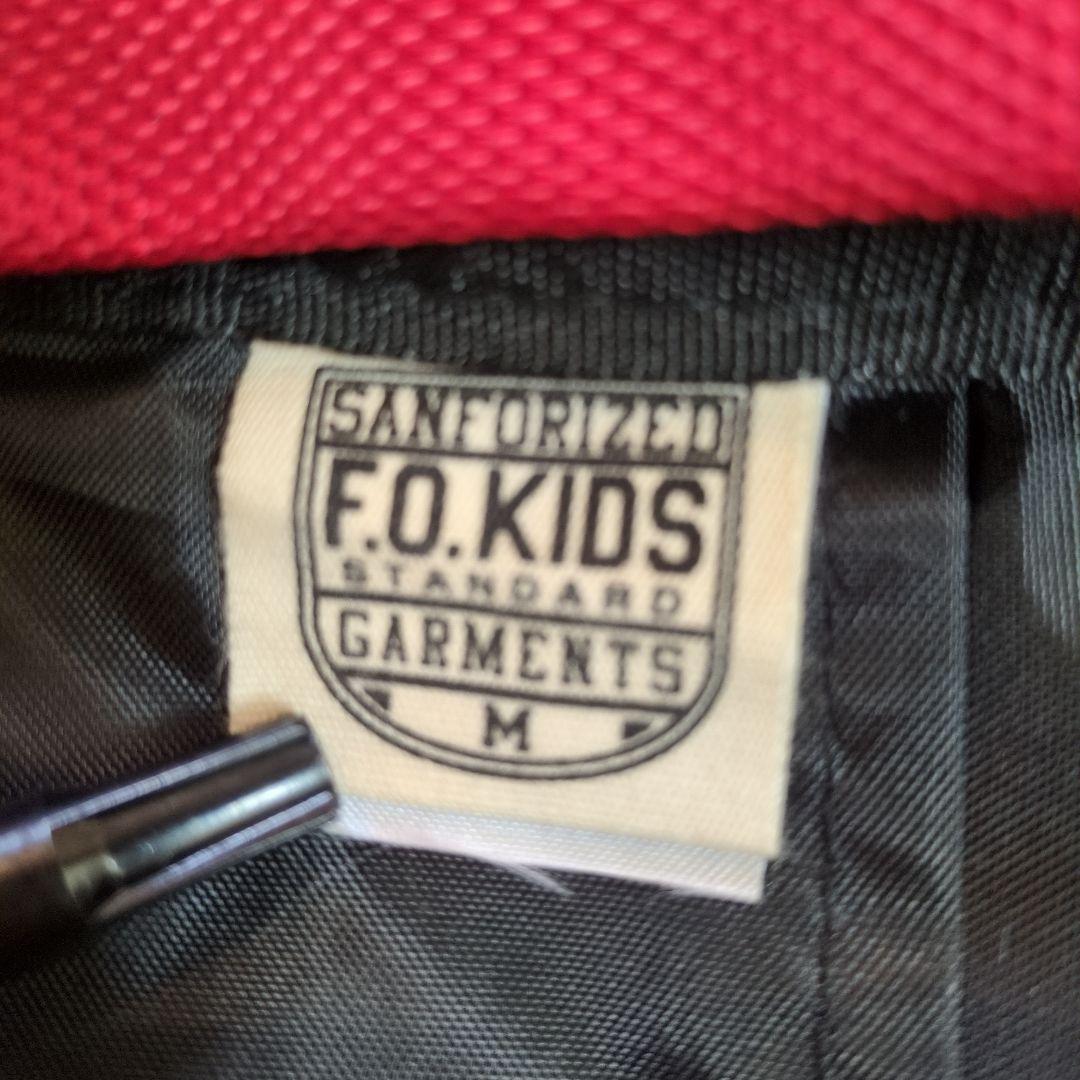 SANFORIZED
F.O.KIDS
STANDARD
GARMENTS
M